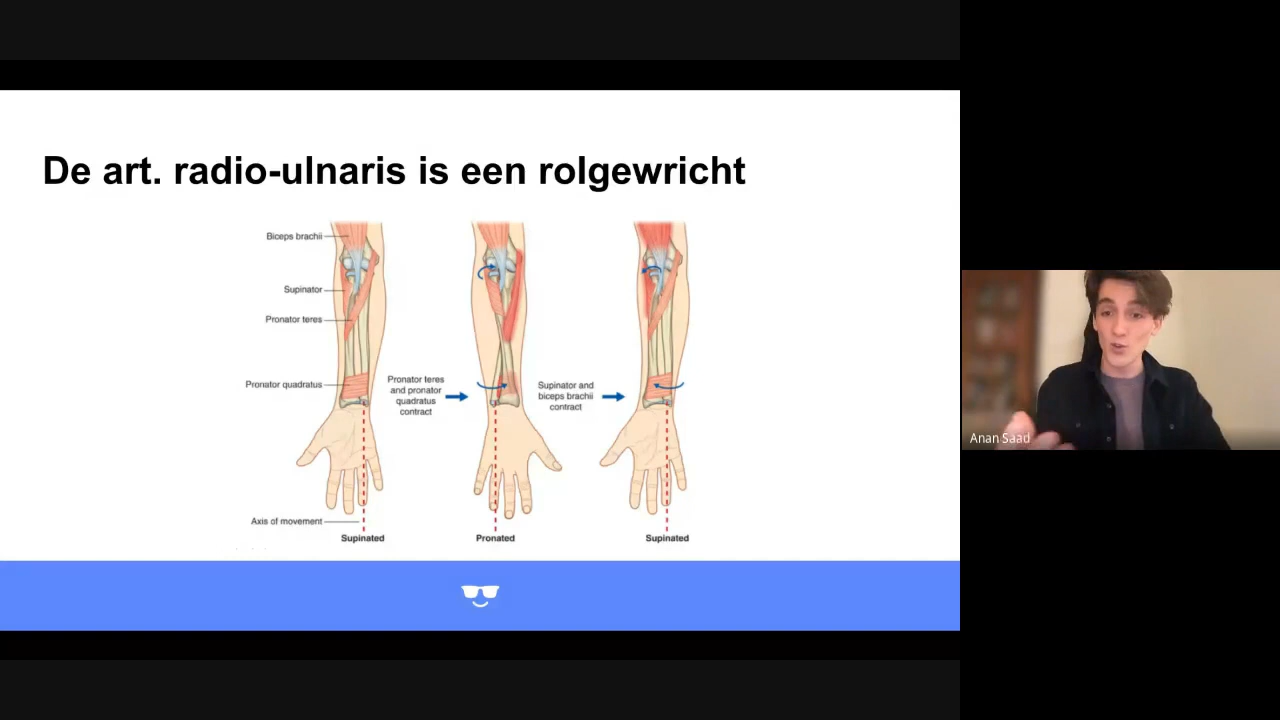 De art. radio-ulnaris is een rolgewricht
Biceps brachii
Supinator
Pronator teres
Pronator quadratus
Pronator teres
and pronator
quadratus
contract
Supinator and
biceps brachii
contract
Axis of movement
Supinated
Pronated
Supinated
Anan Saad